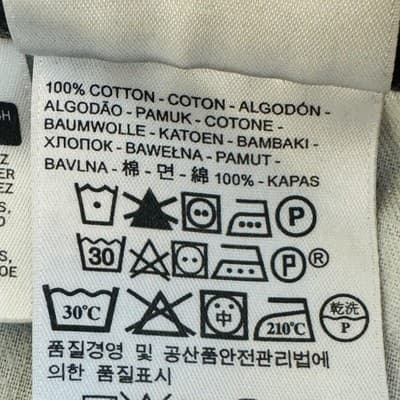 100% COTTON - COTON - ALGODÓN -
ALGODÃO - PAMUK - COTONE -
BAUMWOLLE - KATOEN - BAMBAKI -
ХЛОПОК - BAWEŁNA - PAMUT -
BAVLNA - 棉 - 면 - 綿 100% - KAPAS
P
30 P®
30℃ 中 210℃ 乾洗 P
품질경영 및 공산품안전관리법에
의한 품질표시